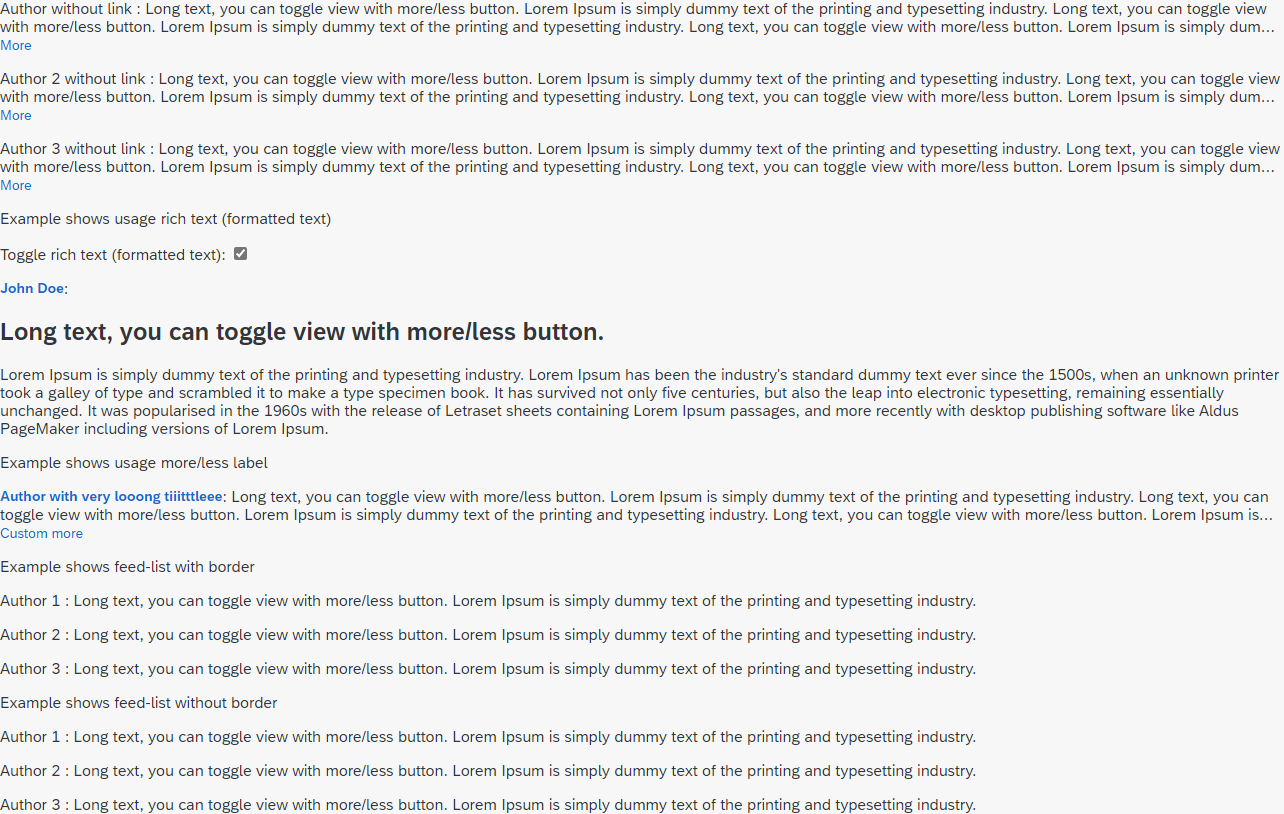 Author without link : Long text, you can toggle view with more/less button. Lorem Ipsum is simply dummy text of the printing and typesetting industry. Long text, you can toggle view
with more/less button. Lorem Ipsum is simply dummy text of the printing and typesetting industry. Long text, you can toggle view with more/less button. Lorem Ipsum is simply dum...
More
Author 2 without link : Long text, you can toggle view with more/less button. Lorem Ipsum is simply dummy text of the printing and typesetting industry. Long text, you can toggle view
with more/less button. Lorem Ipsum is simply dummy text of the printing and typesetting industry. Long text, you can toggle view with more/less button. Lorem Ipsum is simply dum...
More
Author 3 without link : Long text, you can toggle view with more/less button. Lorem Ipsum is simply dummy text of the printing and typesetting industry. Long text, you can toggle view
with more/less button. Lorem Ipsum is simply dummy text of the printing and typesetting industry. Long text, you can toggle view with more/less button. Lorem Ipsum is simply dum...
More
Example shows usage rich text (formatted text)
Toggle rich text (formatted text):
John Doe:
Long text, you can toggle view with more/less button.
Lorem Ipsum is simply dummy text of the printing and typesetting industry. Lorem Ipsum has been the industry's standard dummy text ever since the 1500s, when an unknown printer
took a galley of type and scrambled it to make a type specimen book. It has survived not only five centuries, but also the leap into electronic typesetting, remaining essentially
unchanged. It was popularised in the 1960s with the release of Letraset sheets containing Lorem Ipsum passages, and more recently with desktop publishing software like Aldus
PageMaker including versions of Lorem Ipsum.
Example shows usage more/less label
Author with very looong tiiitttleee: Long text, you can toggle view with more/less button. Lorem Ipsum is simply dummy text of the printing and typesetting industry. Long text, you can
toggle view with more/less button. Lorem Ipsum is simply dummy text of the printing and typesetting industry. Long text, you can toggle view with more/less button. Lorem Ipsum is...
Custom more
Example shows feed-list with border
Author 1 : Long text, you can toggle view with more/less button. Lorem Ipsum is simply dummy text of the printing and typesetting industry.
Author 2 : Long text, you can toggle view with more/less button. Lorem Ipsum is simply dummy text of the printing and typesetting industry.
Author 3 : Long text, you can toggle view with more/less button. Lorem Ipsum is simply dummy text of the printing and typesetting industry.
Example shows feed-list without border
Author 1 : Long text, you can toggle view with more/less button. Lorem Ipsum is simply dummy text of the printing and typesetting industry.
Author 2 : Long text, you can toggle view with more/less button. Lorem Ipsum is simply dummy text of the printing and typesetting industry.
Author 3 : Long text, you can toggle view with more/less button. Lorem Ipsum is simply dummy text of the printing and typesetting industry.